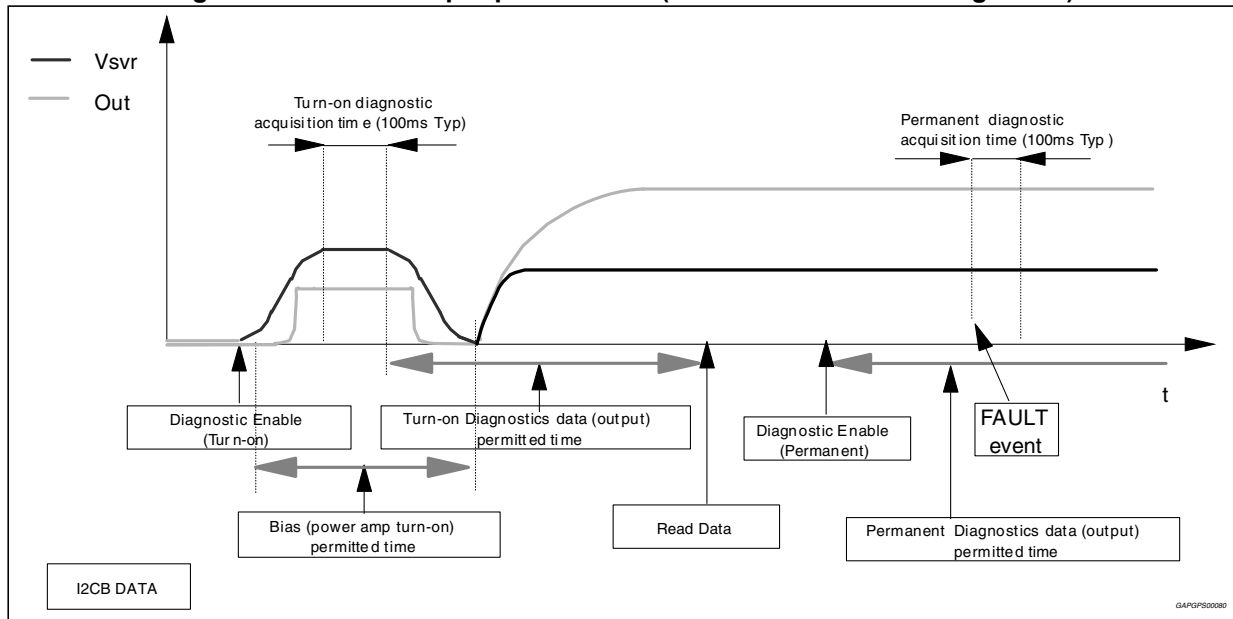 Vsvr
Out
Turn-on diagnostic
acquisition time (100ms Typ)
Permanent diagnostic
acquisition time (100ms Typ )
t
Diagnostic Enable
(Turn-on)
Turn-on Diagnostics data (output)
permitted time
Diagnostic Enable
(Permanent)
FAULT
event
Bias (power amp turn-on)
permitted time
Read Data
Permanent Diagnostics data (output)
permitted time
I2CB DATA
GAPGPS00080